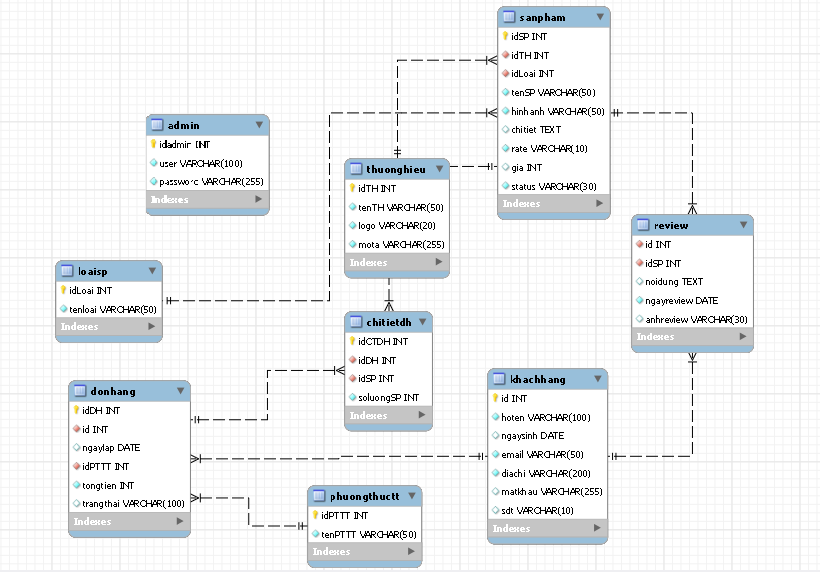 sanpham
idSP INT
idTH INT
idLoai INT
tenSP VARCHAR(50)
hinhanh VARCHAR(50)
chitiet TEXT
rate VARCHAR(10)
gia INT
status VARCHAR(30)
Indexes
admin
idadmin INT
user VARCHAR(100)
password VARCHAR(255)
Indexes
thuonghieu
idTH INT
tenTH VARCHAR(50)
logo VARCHAR(20)
mota VARCHAR(255)
Indexes
review
id INT
idSP INT
noidung TEXT
ngayreview DATE
anhreview VARCHAR(30)
Indexes
loaisp
idLoai INT
tenloai VARCHAR(50)
Indexes
chitietdh
idCTDH INT
idDH INT
idSP INT
soluongSP INT
Indexes
donhang
idDH INT
id INT
ngaylap DATE
idPTTT INT
tongtien INT
trangthai VARCHAR(100)
Indexes
khachhang
id INT
hoten VARCHAR(100)
ngaysinh DATE
email VARCHAR(50)
diachi VARCHAR(200)
matkhau VARCHAR(255)
sdt VARCHAR(10)
Indexes
phuongthuctt
idPTTT INT
tenPTTT VARCHAR(50)
Indexes